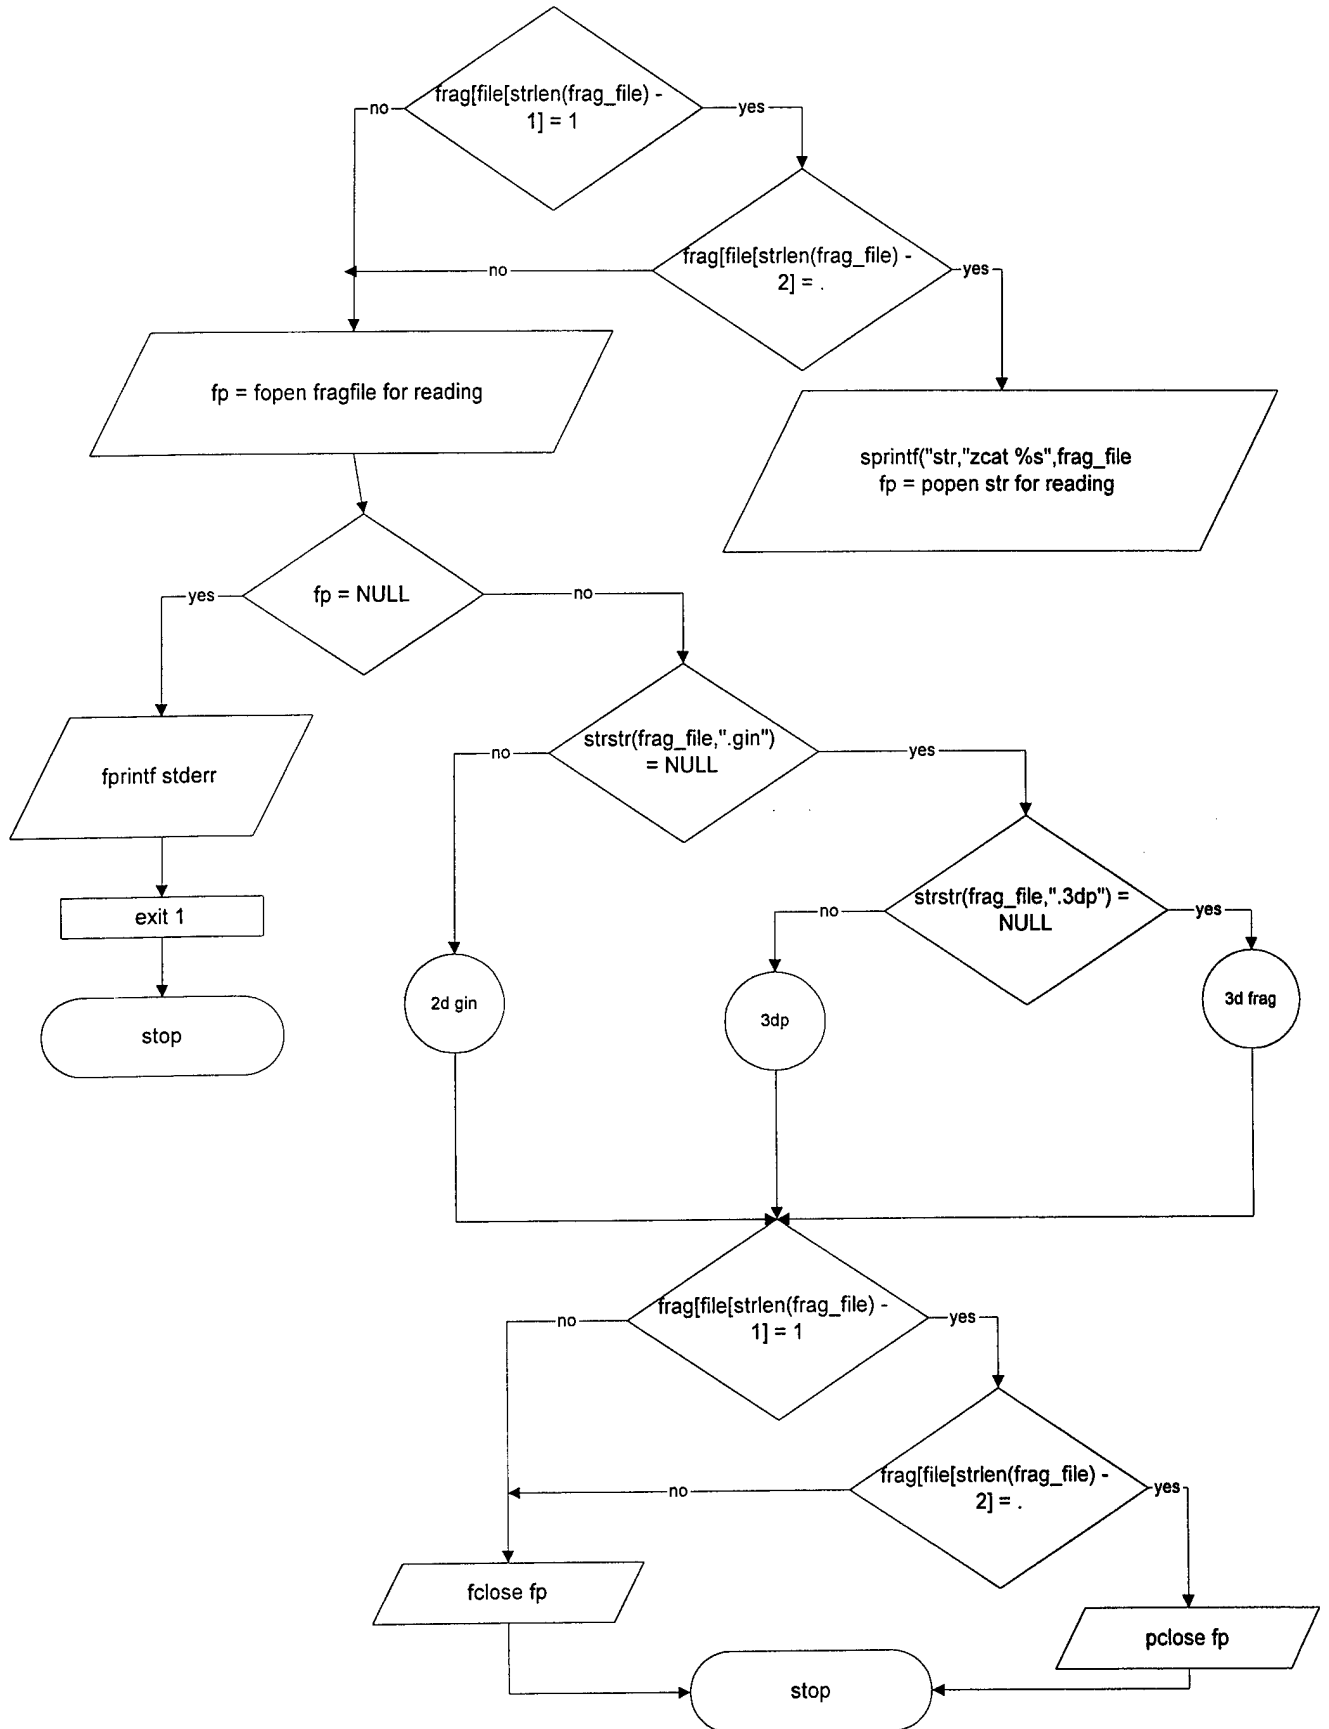 frag[file[strlen(frag_file) -
1] = 1
no
yes
frag[file[strlen(frag_file) -
2] = .
no
yes
fp = fopen fragfile for reading
sprintf("str,"zcat %s",frag_file
fp = popen str for reading
fp = NULL
yes
no
strstr(frag_file,".gin")
= NULL
no
yes
fprintf stderr
strstr(frag_file,".3dp") =
NULL
no
yes
exit 1
2d gin
3dp
3d frag
stop
frag[file[strlen(frag_file) -
1] = 1
no
yes
frag[file[strlen(frag_file) -
2] = .
no
yes
fclose fp
pclose fp
stop